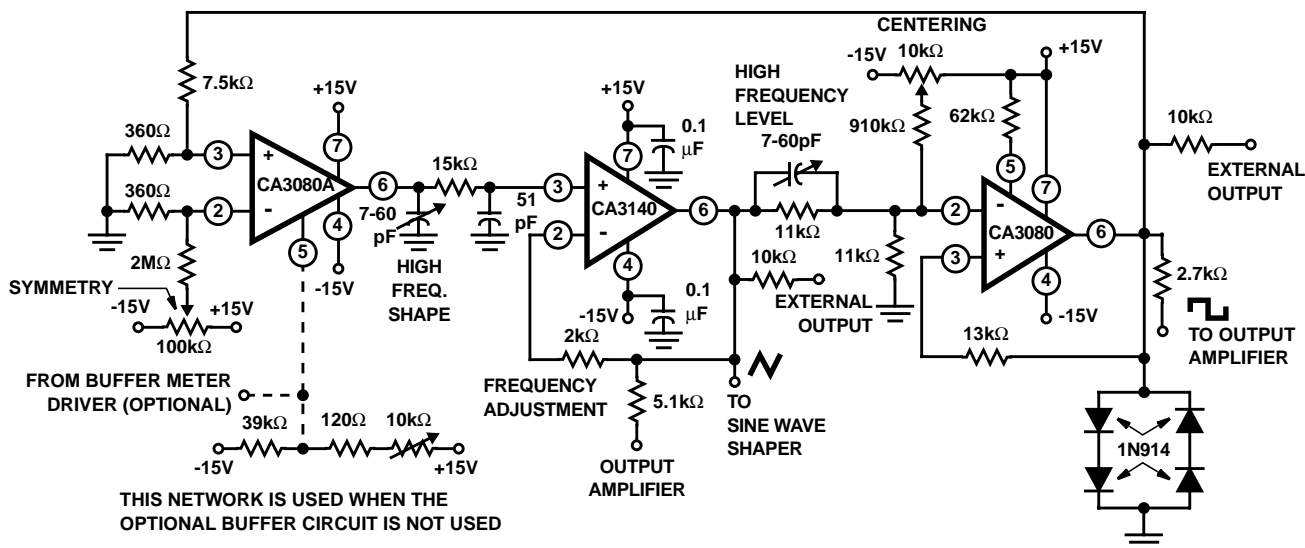 CENTERING
-15V
10kΩ
+15V
7.5kΩ
+15V
+15V
HIGH
FREQUENCY
LEVEL
7-60pF
910kΩ
62kΩ
10kΩ
EXTERNAL
OUTPUT
360Ω
3
+
7
CA3080A
6
15kΩ
0.1
µF
7
3
+
CA3140
6
5
7
360Ω
2
-
4
5
7-60
pF
51
pF
2
-
4
11kΩ
2
-
CA3080
6
3
+
4
2MΩ
-15V
HIGH
FREQ.
SHAPE
10kΩ
EXTERNAL
OUTPUT
11kΩ
2.7kΩ
SYMMETRY
-15V
+15V
100kΩ
-15V
0.1
µF
-15V
13kΩ
TO OUTPUT
AMPLIFIER
2kΩ
FREQUENCY
ADJUSTMENT
5.1kΩ
TO
SINE WAVE
SHAPER
FROM BUFFER METER
DRIVER (OPTIONAL)
39kΩ
120Ω
10kΩ
-15V
+15V
OUTPUT
AMPLIFIER
1N914
THIS NETWORK IS USED WHEN THE
OPTIONAL BUFFER CIRCUIT IS NOT USED